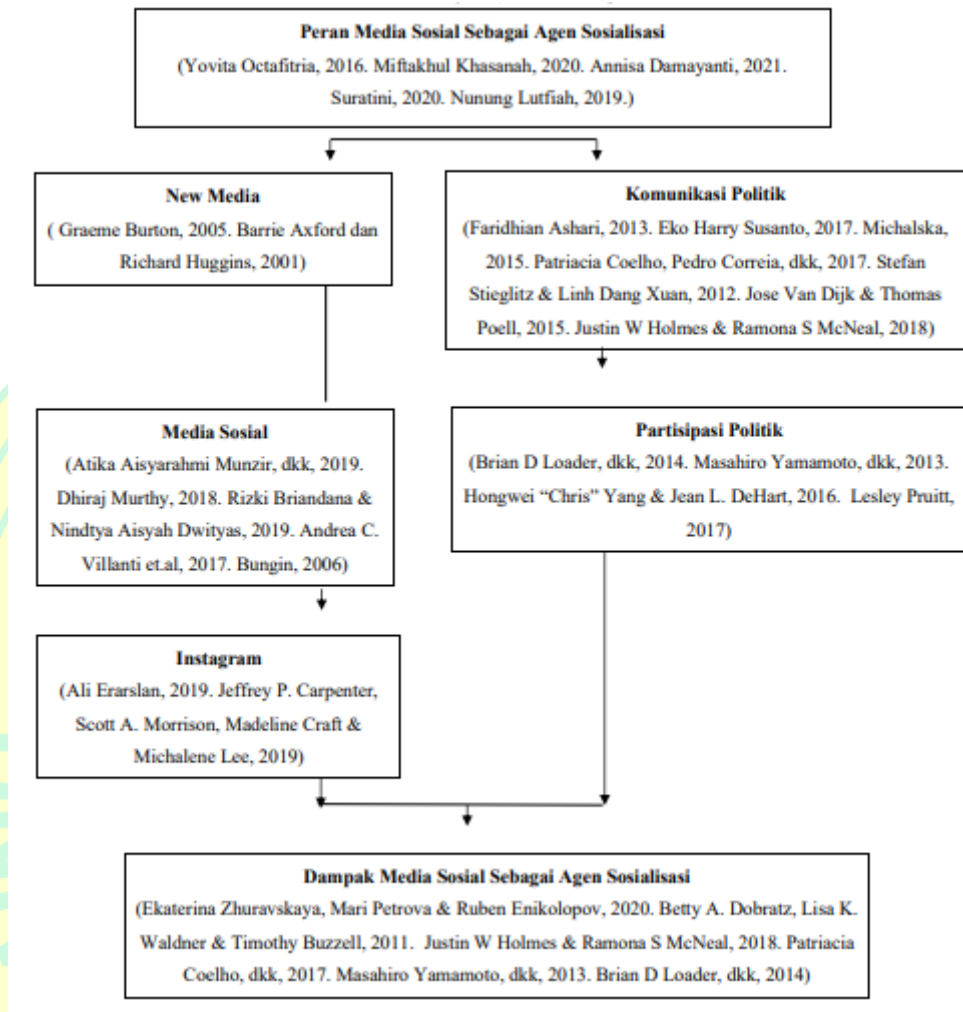 Peran Media Sosial Sebagai Agen Sosialisasi
(Yovita Octafitria, 2016. Miftakhul Khasanah, 2020. Annisa Damayanti, 2021.
Suratini, 2020. Nunung Lutfiah, 2019.)
New Media
( Graeme Burton, 2005. Barrie Axford dan
Richard Huggins, 2001)
Komunikasi Politik
(Faridhian Ashari, 2013. Eko Harry Susanto, 2017. Michalska,
2015. Patriacia Coelho, Pedro Correia, dkk, 2017. Stefan
Stieglitz & Linh Dang Xuan, 2012. Jose Van Dijk & Thomas
Poell, 2015. Justin W Holmes & Ramona S McNeal, 2018)
Media Sosial
(Atika Aisyarahmi Munzir, dkk, 2019.
Dhiraj Murthy, 2018. Rizki Briandana &
Nindtya Aisyah Dwityas, 2019. Andrea C.
Villanti et.al, 2017. Bungin, 2006)
Partisipasi Politik
(Brian D Loader, dkk, 2014. Masahiro Yamamoto, dkk, 2013.
Hongwei “Chris” Yang & Jean L. DeHart, 2016. Lesley Pruitt,
2017)
Instagram
(Ali Erarslan, 2019. Jeffrey P. Carpenter,
Scott A. Morrison, Madeline Craft &
Michalene Lee, 2019)
Dampak Media Sosial Sebagai Agen Sosialisasi
(Ekaterina Zhuravskaya, Mari Petrova & Ruben Enikolopov, 2020. Betty A. Dobratz, Lisa K.
Waldner & Timothy Buzzell, 2011. Justin W Holmes & Ramona S McNeal, 2018. Patriacia
Coelho, dkk, 2017. Masahiro Yamamoto, dkk, 2013. Brian D Loader, dkk, 2014)